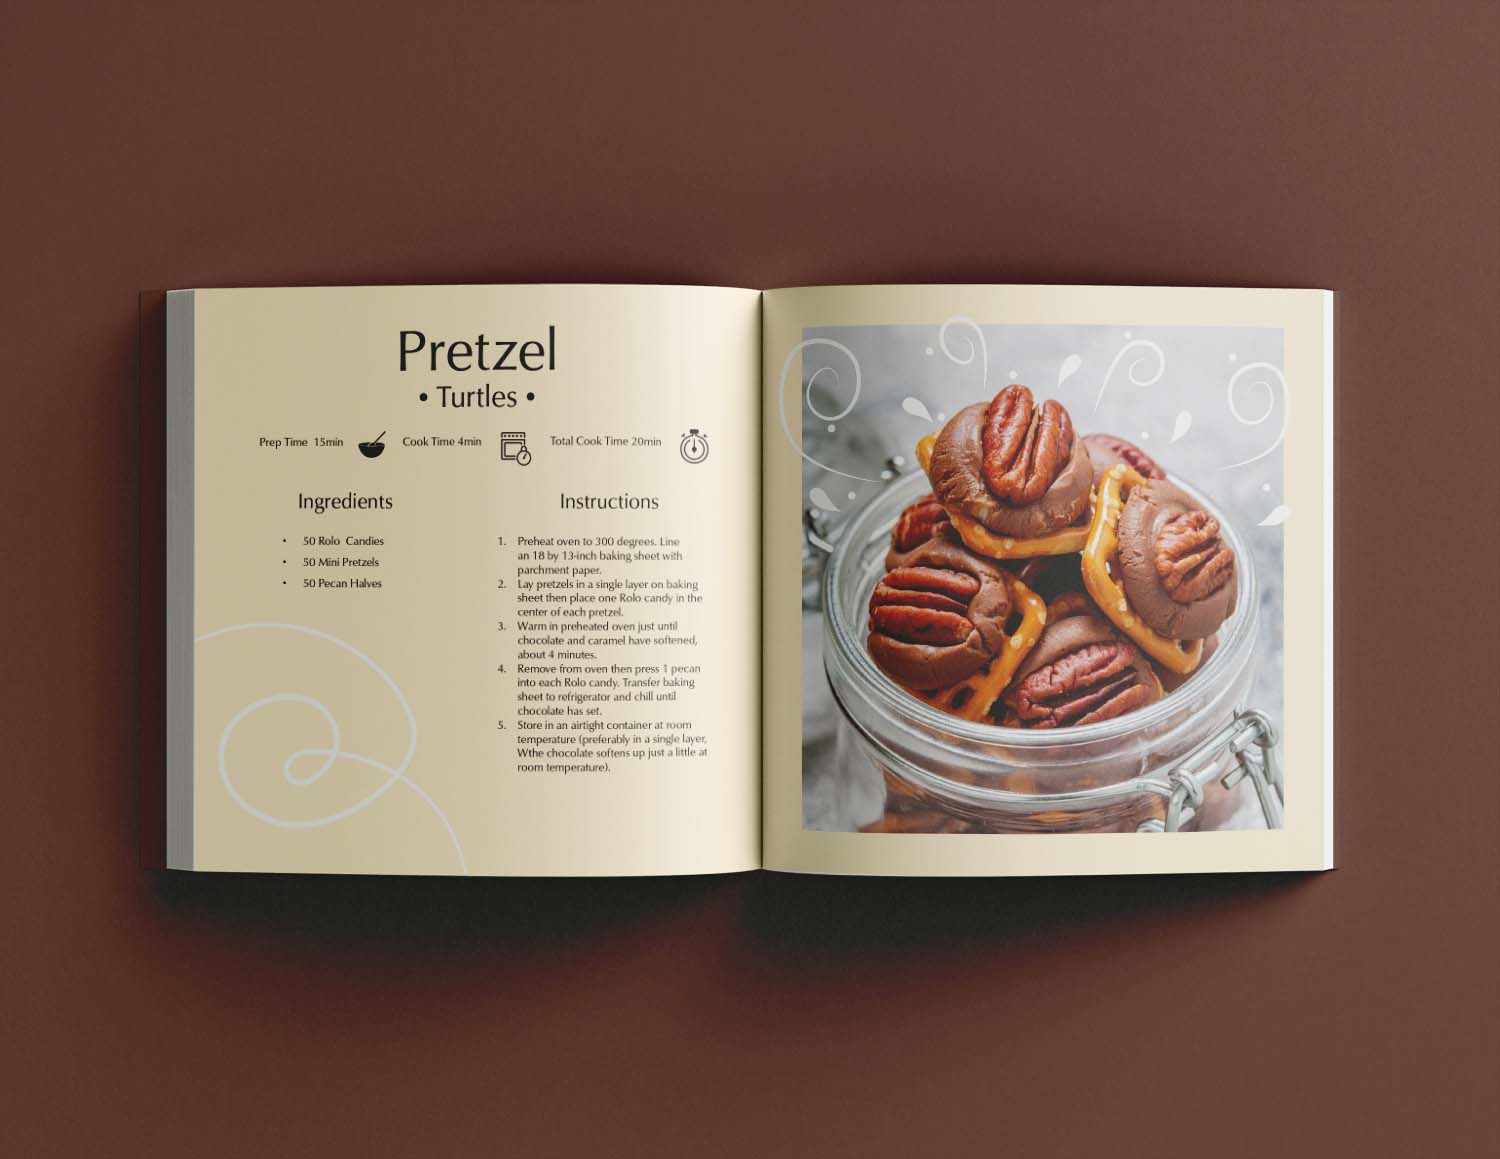 Pretzel
• Turtles •
Prep Time 15min
Cook Time 4min
Total Cook Time 20min
Ingredients
• 50 Rolo Candies
• 50 Mini Pretzels
• 50 Pecan Halves
Instructions
1. Preheat oven to 300 degrees. Line
an 18 by 13-inch baking sheet with
parchment paper.
2. Lay pretzels in a single layer on baking
sheet then place one Rolo candy in the
center of each pretzel.
3. Warm in preheated oven just until
chocolate and caramel have softened,
about 4 minutes.
4. Remove from oven then press 1 pecan
into each Rolo candy. Transfer baking
sheet to refrigerator and chill until
chocolate has set.
5. Store in an airtight container at room
temperature (preferably in a single layer,
Wthe chocolate softens up just a little at
room temperature).